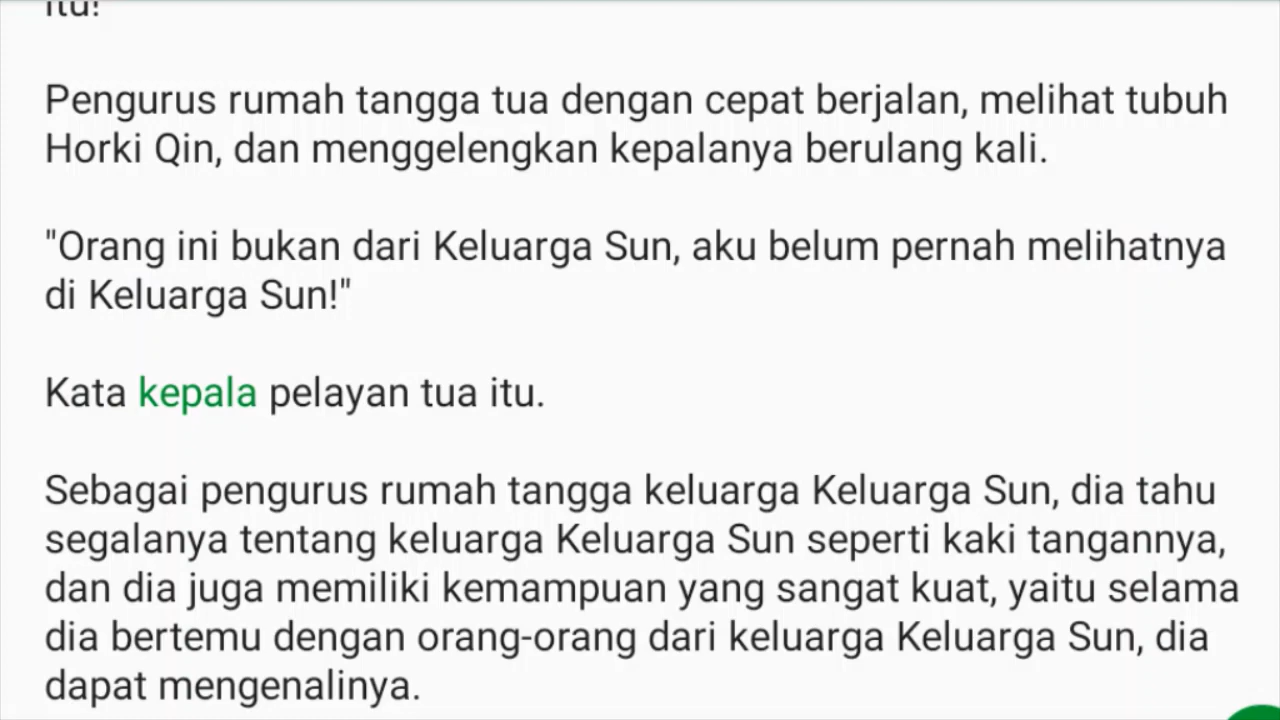 itu!
Pengurus rumah tangga tua dengan cepat berjalan, melihat tubuh
Horki Qin, dan menggelengkan kepalanya berulang kali.
"Orang ini bukan dari Keluarga Sun, aku belum pernah melihatnya
di Keluarga Sun!"
Kata kepala pelayan tua itu.
Sebagai pengurus rumah tangga keluarga Keluarga Sun, dia tahu
segalanya tentang keluarga Keluarga Sun seperti kaki tangannya,
dan dia juga memiliki kemampuan yang sangat kuat, yaitu selama
dia bertemu dengan orang-orang dari keluarga Keluarga Sun, dia
dapat mengenalinya.